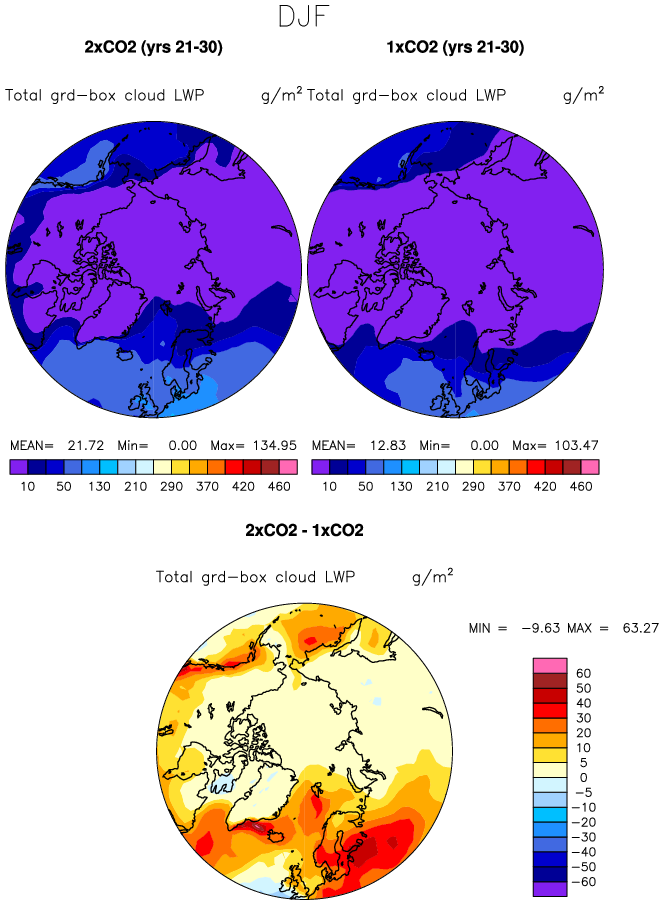 DJF
2xCO2 (yrs 21-30) 1xCO2 (yrs 21-30)
Total grd-box cloud LWP g/m² Total grd-box cloud LWP g/m²
MEAN= 21.72 Min= 0.00 Max= 134.95 MEAN= 12.83 Min= 0.00 Max= 103.47
10 50 130 210 290 370 420 460 10 50 130 210 290 370 420 460
2xCO2 - 1xCO2
Total grd-box cloud LWP g/m²
MIN = -9.63 MAX = 63.27
60
50
40
30
20
10
5
0
-5
-10
-20
-30
-40
-50
-60